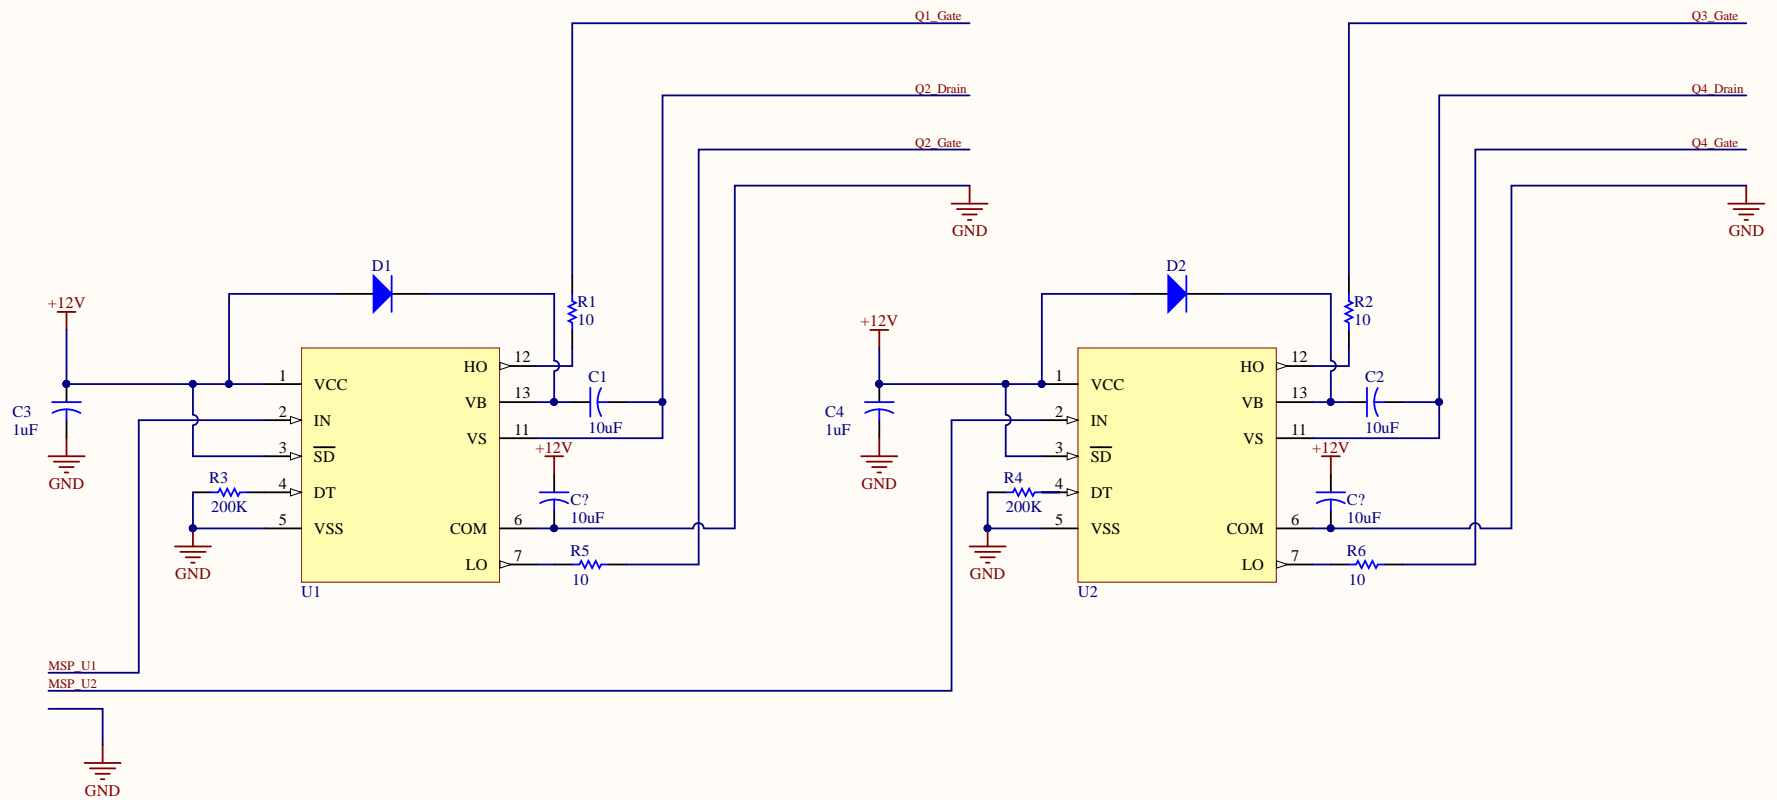 Q1_Gate
Q3_Gate
Q2_Drain
Q4_Drain
Q2_Gate
Q4_Gate
GND
GND
D1
D2
+12V
R1
10
R2
10
+12V
1
VCC
HO
12
1
VCC
HO
12
C3
1uF
2
IN
VB
13
C1
10uF
C4
1uF
2
IN
VB
13
C2
10uF
3
SD
VS
11
+12V
3
SD
VS
11
+12V
GND
GND
R3
200K
4
DT
C?
10uF
R4
200K
4
DT
C?
10uF
5
VSS
COM
6
5
VSS
COM
6
GND
LO
7
R5
10
GND
LO
7
R6
10
U1
U2
MSP_U1
MSP_U2
GND